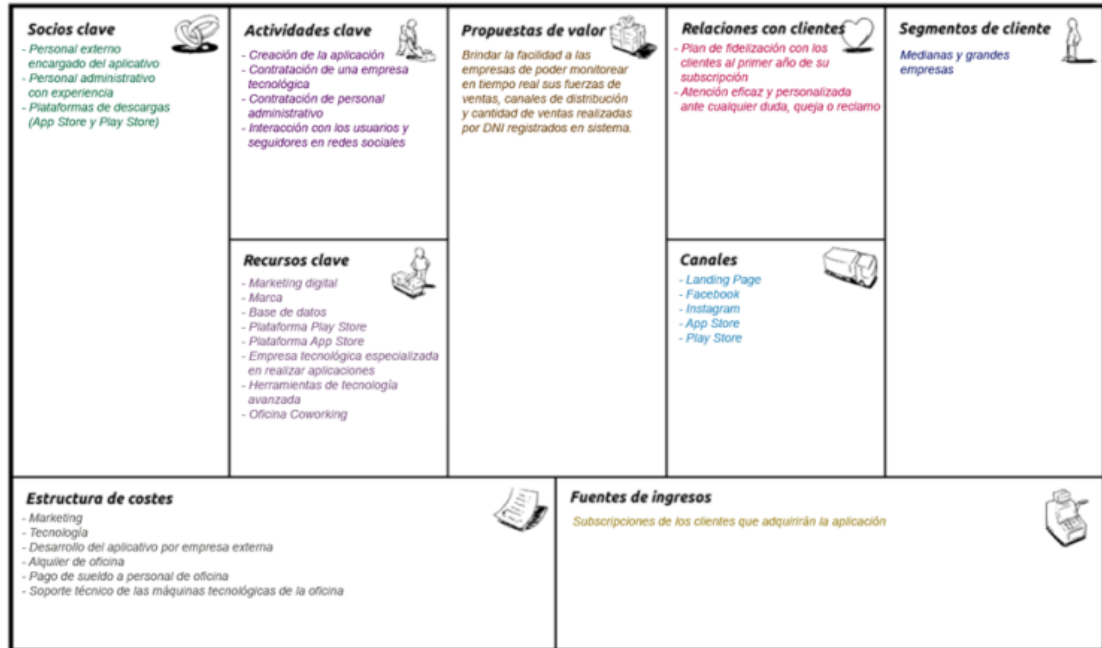 Socios clave
- Personal externo
encargado del aplicativo
- Personal administrativo
con experiencia
- Plataformas de descargas
(App Store y Play Store)
Actividades clave
- Creación de la aplicación
- Contratación de una empresa
tecnológica
- Contratación de personal
administrativo
- Interacción con los usuarios y
seguidores en redes sociales
Recursos clave
- Marketing digital
- Marca
- Base de datos
- Plataforma Play Store
- Plataforma App Store
- Empresa tecnológica especializada
en realizar aplicaciones
- Herramientas de tecnología
avanzada
- Oficina Coworking
Propuestas de valor
Brindar la facilidad a las
empresas de poder monitorear
en tiempo real sus fuerzas de
ventas, canales de distribución
y cantidad de ventas realizadas
por DNI registrados en sistema.
Relaciones con clientes
- Plan de fidelización con los
clientes al primer año de su
subscripción
- Atención eficaz y personalizada
ante cualquier duda, queja o reclamo
Canales
- Landing Page
- Facebook
- Instagram
- App Store
- Play Store
Segmentos de cliente
Medianas y grandes
empresas
Estructura de costes
- Marketing
- Tecnología
- Desarrollo del aplicativo por empresa externa
- Alquiler de oficina
- Pago de sueldo a personal de oficina
- Soporte técnico de las máquinas tecnológicas de la oficina
Fuentes de ingresos
Subscripciones de los clientes que adquirirán la aplicación